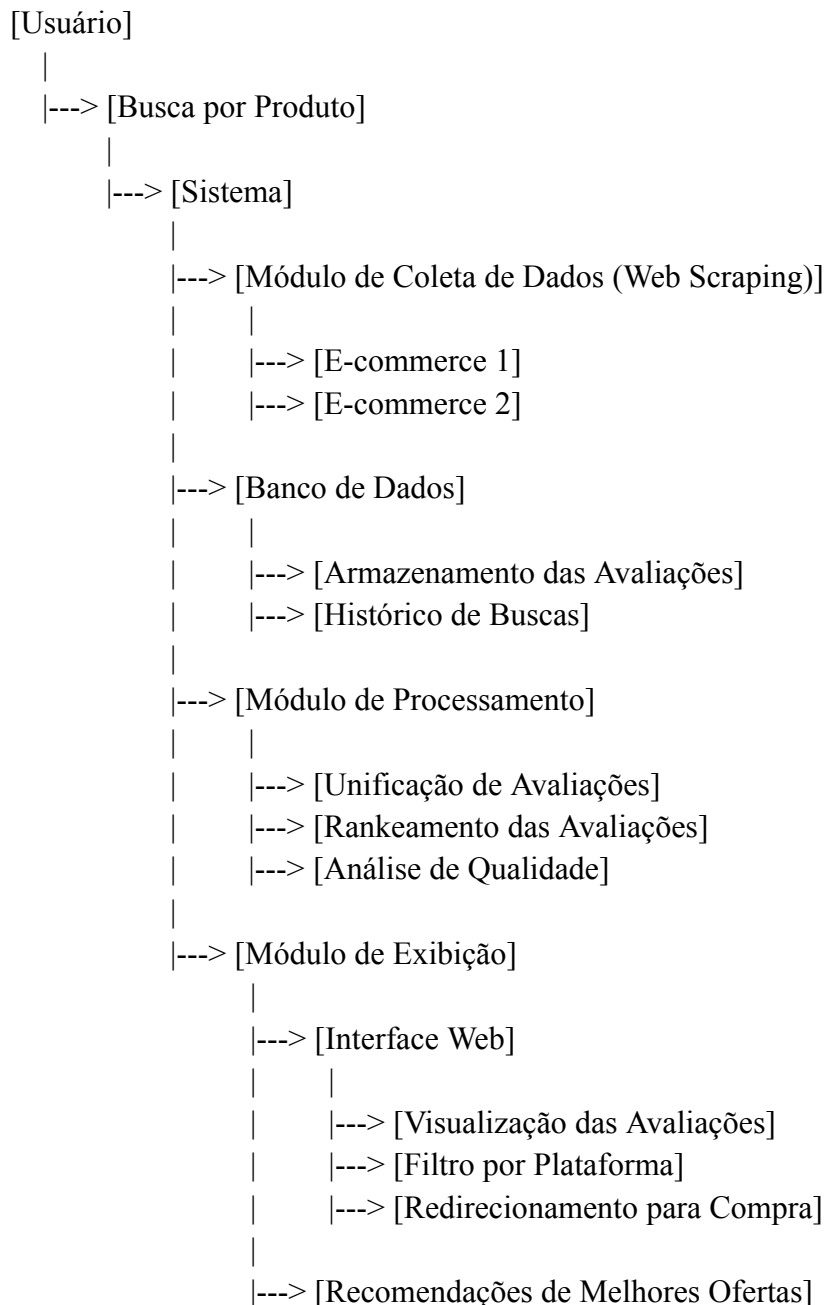 [Usuário]
|
|---> [Busca por Produto]
|
|---> [Sistema]
|
|---> [Módulo de Coleta de Dados (Web Scraping)]
| |
| |---> [E-commerce 1]
| |---> [E-commerce 2]
|
|---> [Banco de Dados]
| |
| |---> [Armazenamento das Avaliações]
| |---> [Histórico de Buscas]
|
|---> [Módulo de Processamento]
| |
| |---> [Unificação de Avaliações]
| |---> [Rankeamento das Avaliações]
| |---> [Análise de Qualidade]
|
|---> [Módulo de Exibição]
|
|---> [Interface Web]
| |
| |---> [Visualização das Avaliações]
| |---> [Filtro por Plataforma]
| |---> [Redirecionamento para Compra]
|
|---> [Recomendações de Melhores Ofertas]